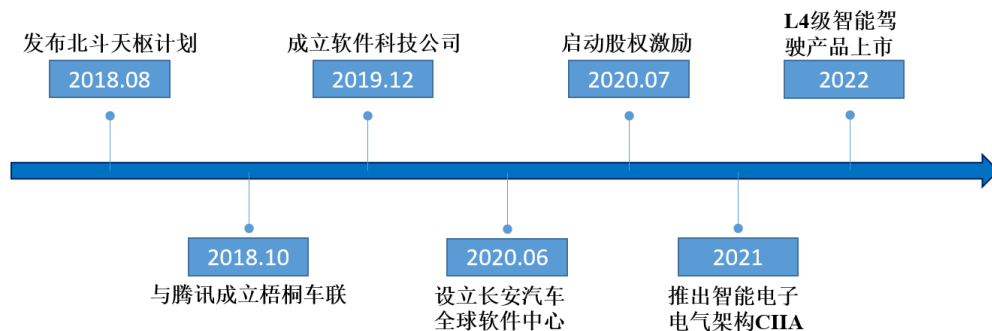 发布北斗天枢计划
2018.08
2018.10
与腾讯成立梧桐车联
成立软件科技公司
2019.12
2020.06
设立长安汽车
全球软件中心
启动股权激励
2020.07
2021
推出智能电子
电气架构CIIA
L4级智能驾
驶产品上市
2022